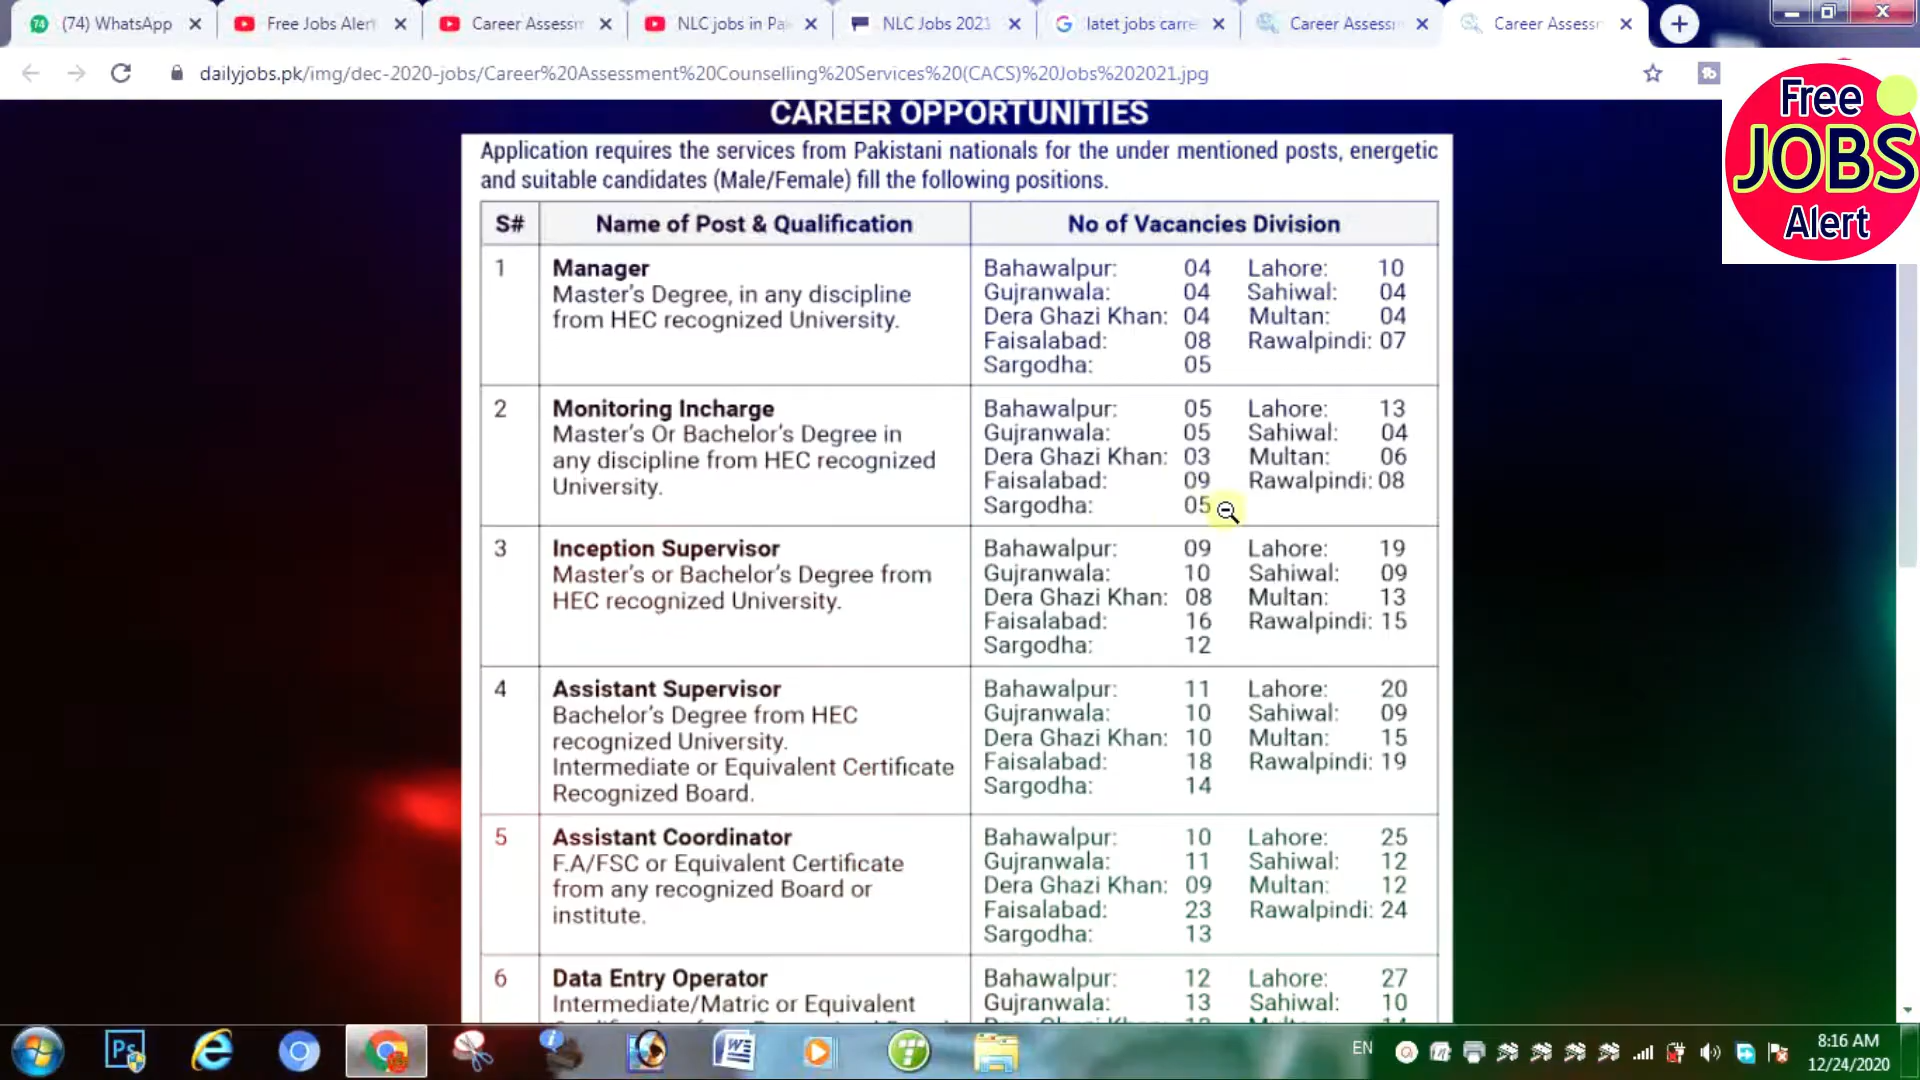 (74) WhatsApp
Free Jobs Alert
Career Assessm
NLC jobs in Pa
NLC Jobs 2021
latet jobs carre
Career Assessm
Career Assessm
dailyjobs.pk/img/dec-2020-jobs/Career%20Assessment%20Counselling%20Services%20(CACS)%20Jobs%202021.jpg
Free
JOBS
Alert
CAREER OPPORTUNITIES
Application requires the services from Pakistani nationals for the under mentioned posts, energetic
and suitable candidates (Male/Female) fill the following positions.
S# Name of Post & Qualification No of Vacancies Division
1 Manager
Master's Degree, in any discipline
from HEC recognized University.
Bahawalpur: 04 Lahore: 10
Gujranwala: 04 Sahiwal: 04
Dera Ghazi Khan: 04 Multan: 04
Faisalabad: 08 Rawalpindi: 07
Sargodha: 05
2 Monitoring Incharge
Master's Or Bachelor's Degree in
any discipline from HEC recognized
University.
Bahawalpur: 05 Lahore: 13
Gujranwala: 05 Sahiwal: 04
Dera Ghazi Khan: 03 Multan: 06
Faisalabad: 09 Rawalpindi: 08
Sargodha: 05
3 Inception Supervisor
Master's or Bachelor's Degree from
HEC recognized University.
Bahawalpur: 09 Lahore: 19
Gujranwala: 10 Sahiwal: 09
Dera Ghazi Khan: 08 Multan: 13
Faisalabad: 16 Rawalpindi: 15
Sargodha: 12
4 Assistant Supervisor
Bachelor's Degree from HEC
recognized University.
Intermediate or Equivalent Certificate
Recognized Board.
Bahawalpur: 11 Lahore: 20
Gujranwala: 10 Sahiwal: 09
Dera Ghazi Khan: 10 Multan: 15
Faisalabad: 18 Rawalpindi: 19
Sargodha: 14
5 Assistant Coordinator
F.A/FSC or Equivalent Certificate
from any recognized Board or
institute.
Bahawalpur: 10 Lahore: 25
Gujranwala: 11 Sahiwal: 12
Dera Ghazi Khan: 09 Multan: 12
Faisalabad: 23 Rawalpindi: 24
Sargodha: 13
6 Data Entry Operator
Intermediate/Matric or Equivalent
Bahawalpur: 12 Lahore: 27
Gujranwala: 13 Sahiwal: 10
Ps
EN
8:16 AM
12/24/2020